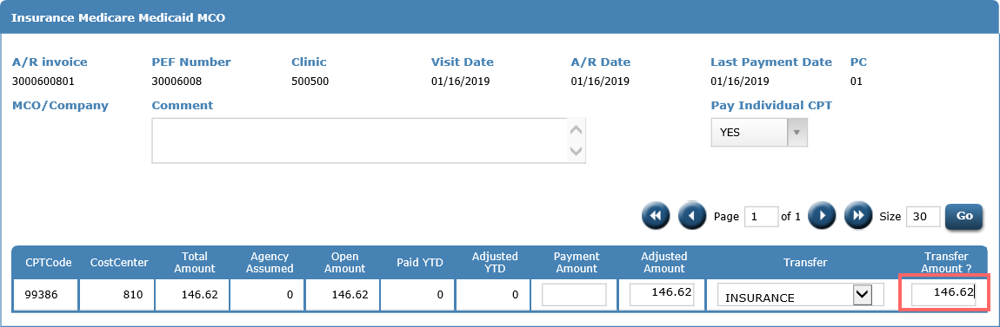 Insurance Medicare Medicaid MCO
A/R invoice PEF Number Clinic Visit Date A/R Date Last Payment Date PC
3000600801 30006008 500500 01/16/2019 01/16/2019 01/16/2019 01
MCO/Company Comment Pay Individual CPT
YES
Page 1 of 1 Size 30 Go
CPTCode CostCenter Total Amount Agency Assumed Open Amount Paid YTD Adjusted YTD Payment Amount Adjusted Amount Transfer Transfer Amount ?
99386 810 146.62 0 146.62 0 0 146.62 INSURANCE 146.62